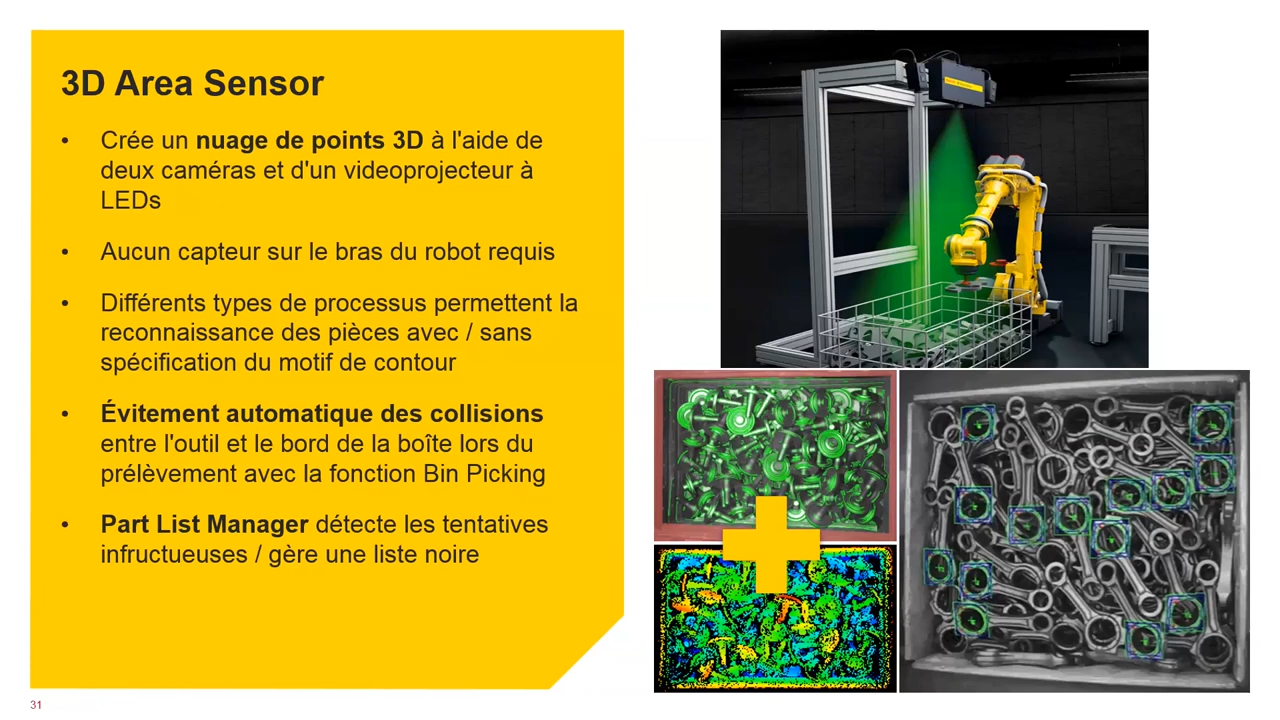 3D Area Sensor
• Crée un nuage de points 3D à l'aide de
deux caméras et d'un videoprojecteur à
LEDs
• Aucun capteur sur le bras du robot requis
• Différents types de processus permettent la
reconnaissance des pièces avec / sans
spécification du motif de contour
• Évitement automatique des collisions
entre l'outil et le bord de la boîte lors du
prélèvement avec la fonction Bin Picking
• Part List Manager détecte les tentatives
infructueuses / gère une liste noire
31